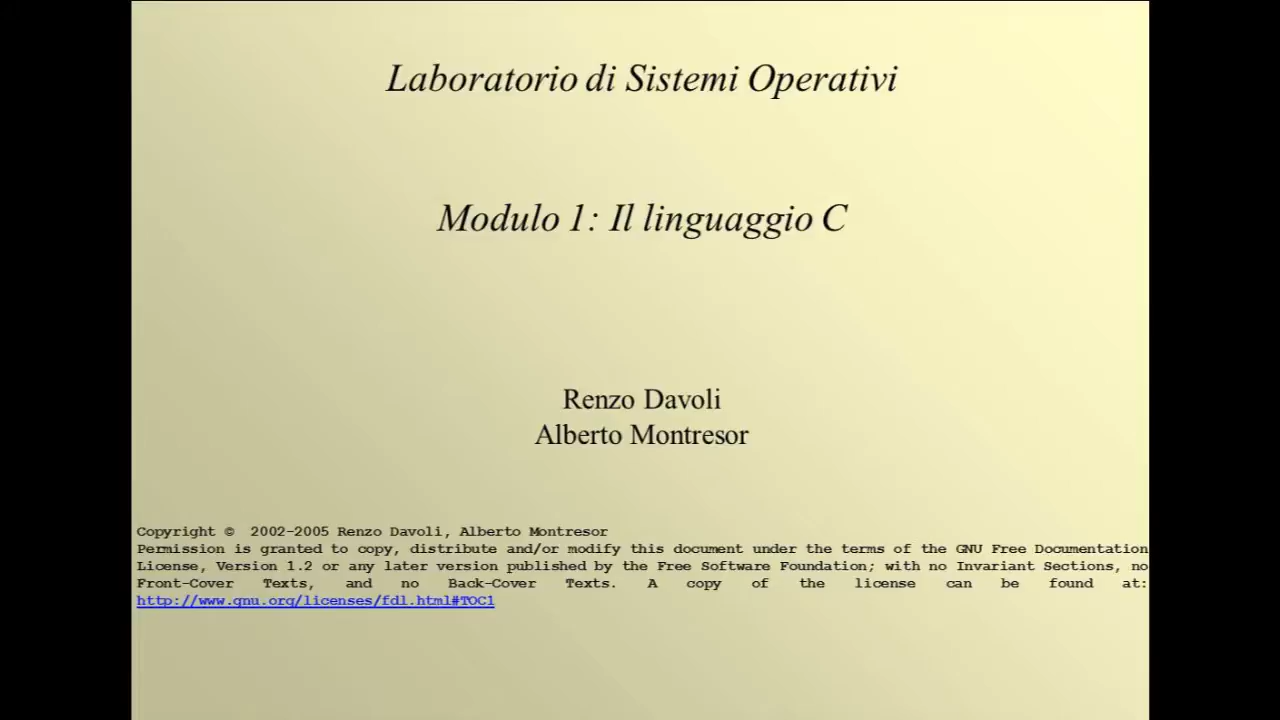 Laboratorio di Sistemi Operativi
Modulo 1: Il linguaggio C
Renzo Davoli
Alberto Montresor
Copyright © 2002-2005 Renzo Davoli, Alberto Montresor
Permission is granted to copy, distribute and/or modify this document under the terms of the GNU Free Documentation
License, Version 1.2 or any later version published by the Free Software Foundation; with no Invariant Sections, no
Front-Cover Texts, and no Back-Cover Texts. A copy of the license can be found at:
http://www.gnu.org/licenses/fdl.html#TOC1